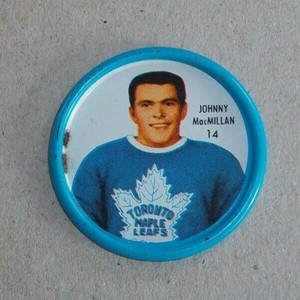 JOHNNY
MacMILLAN
14
TORONTO
MAPLE
LEAFS